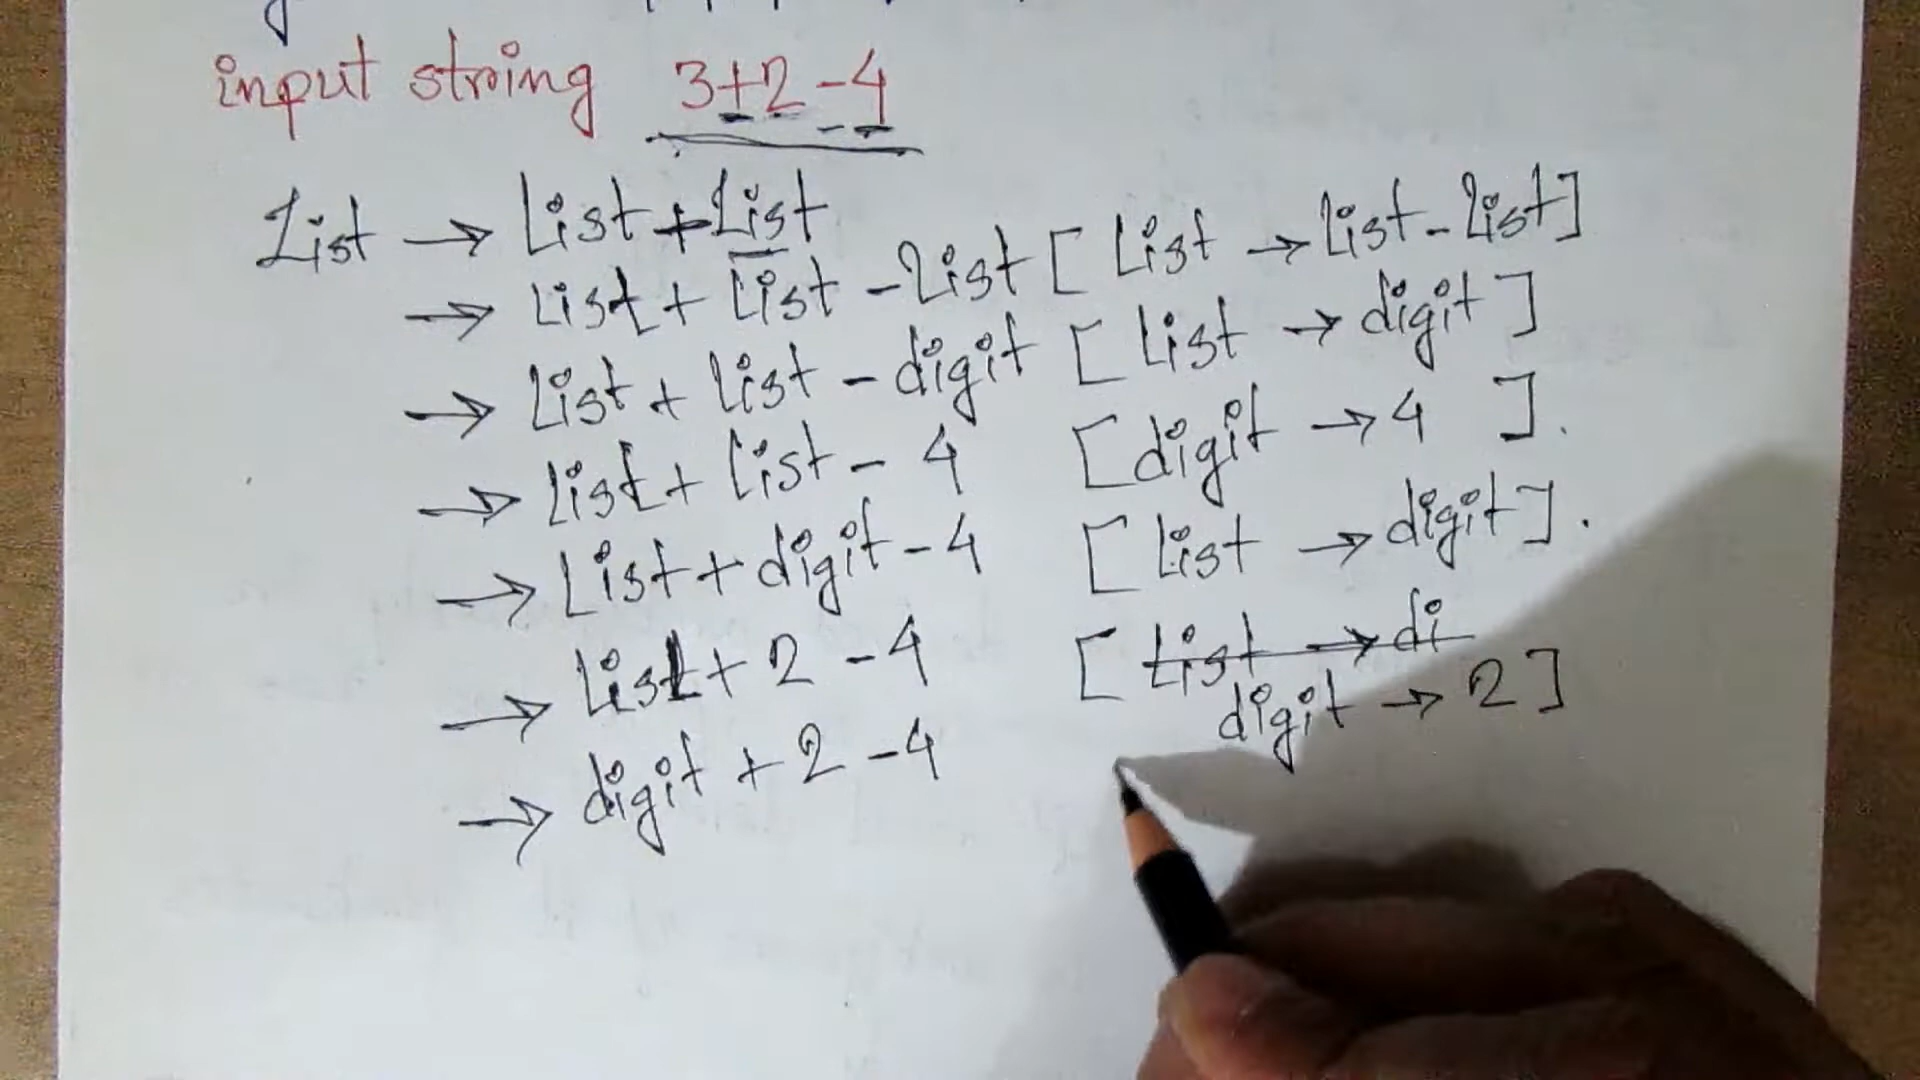 input string 3+2-4
List → List + List
→ List + List - List [ List → List - List ]
→ List + list - digit [ List → digit ]
→ list + list - 4 [ digit → 4 ].
→ List + digit - 4 [ list → digit ].
→ List + 2 - 4 [ List → di
digit → 2 ]
→ digit + 2 - 4